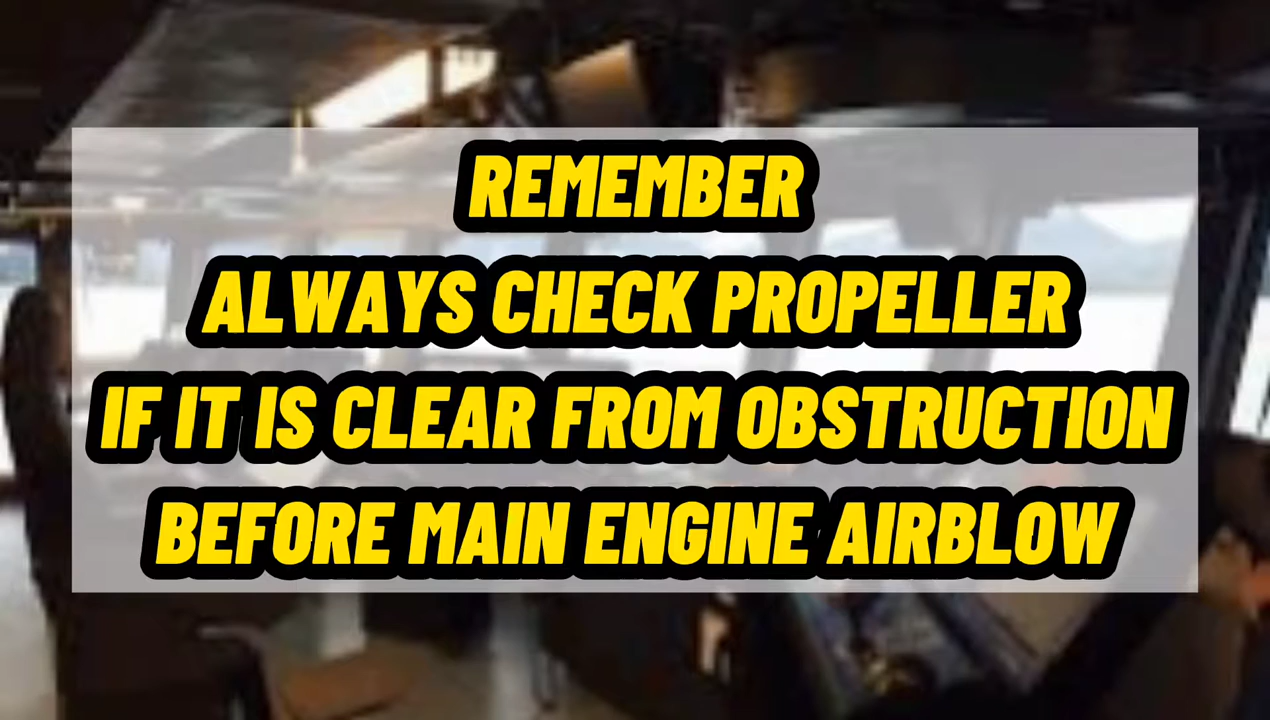 REMEMBER
ALWAYS CHECK PROPELLER
IF IT IS CLEAR FROM OBSTRUCTION
BEFORE MAIN ENGINE AIRBLOW